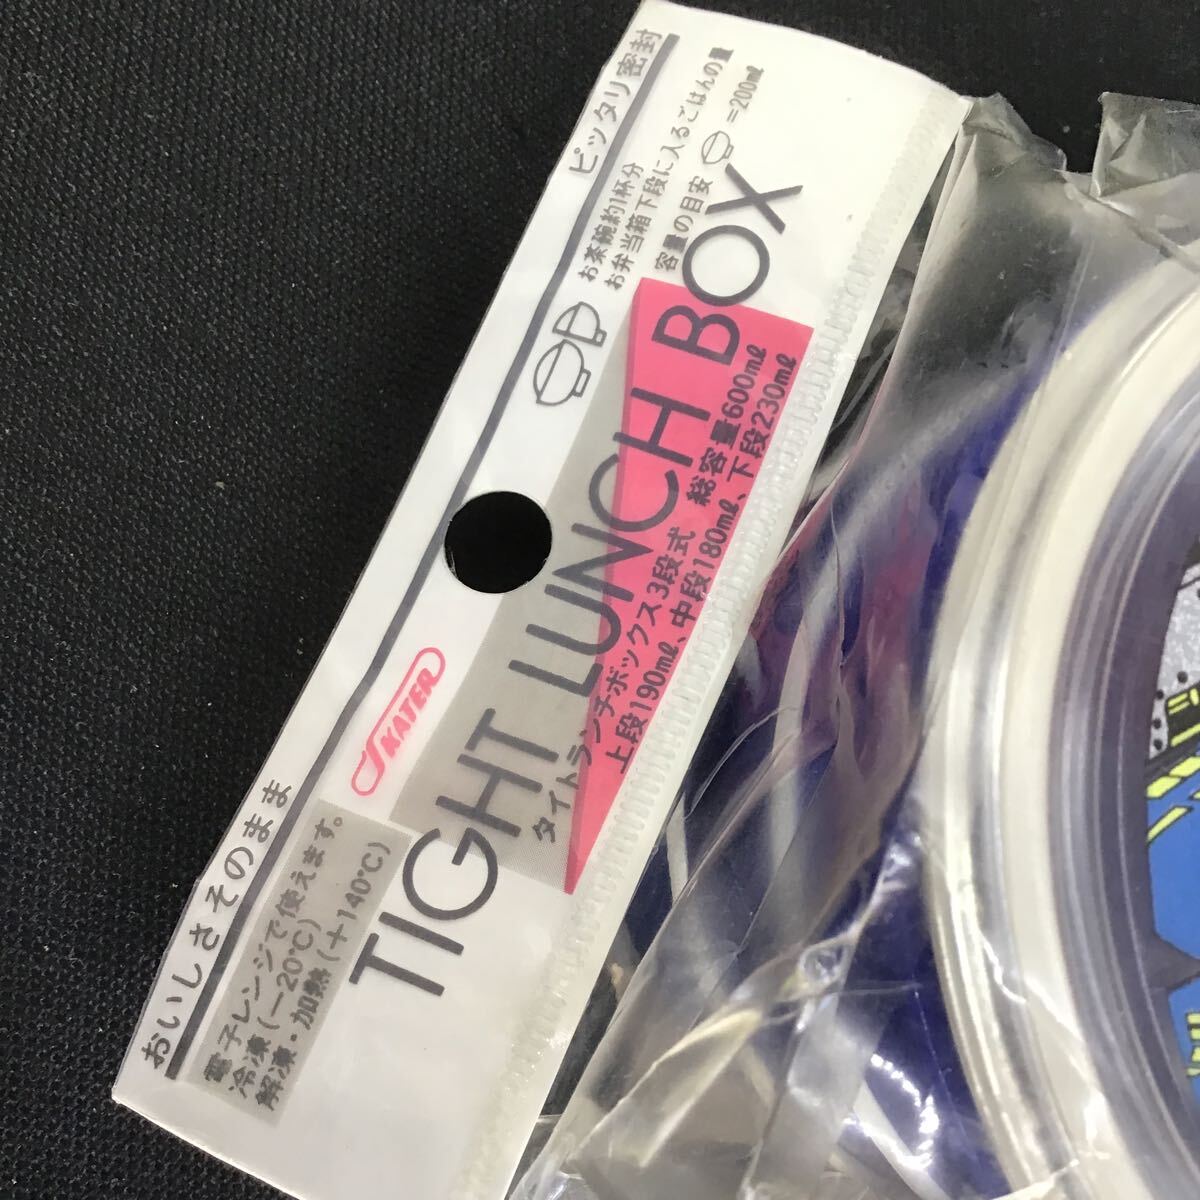 おいしさそのまま
ピッタリ密封
電子レンジで使えます。
冷凍(−20℃)
解凍・加熱(+140℃)
SKATER
TIGHT LUNCH BOX
タイトランチボックス3段式 総容量600mℓ
上段190mℓ、中段180mℓ、下段230mℓ
お茶碗約1杯分
お弁当箱下段に入るごはんの量
容量の目安 =200mℓ